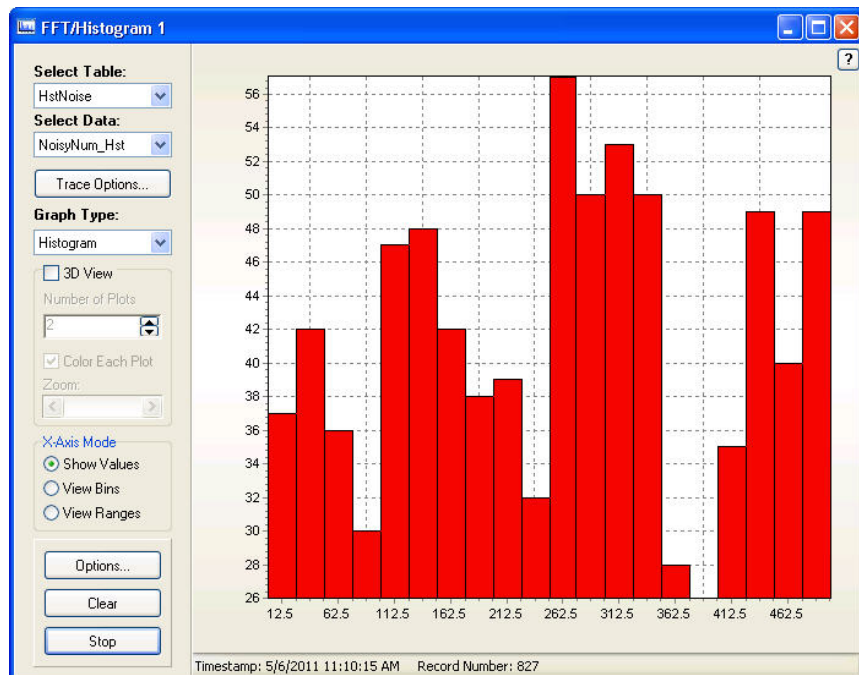 FFT/Histogram 1
?
Select Table:
HstNoise
Select Data:
NoisyNum_Hst
Trace Options...
Graph Type:
Histogram
3D View
Number of Plots
2
Color Each Plot
Zoom:
X-Axis Mode
Show Values
View Bins
View Ranges
Options...
Clear
Stop
56
54
52
50
48
46
44
42
40
38
36
34
32
30
28
26
12.5 62.5 112.5 162.5 212.5 262.5 312.5 362.5 412.5 462.5
Timestamp: 5/6/2011 11:10:15 AM Record Number: 827